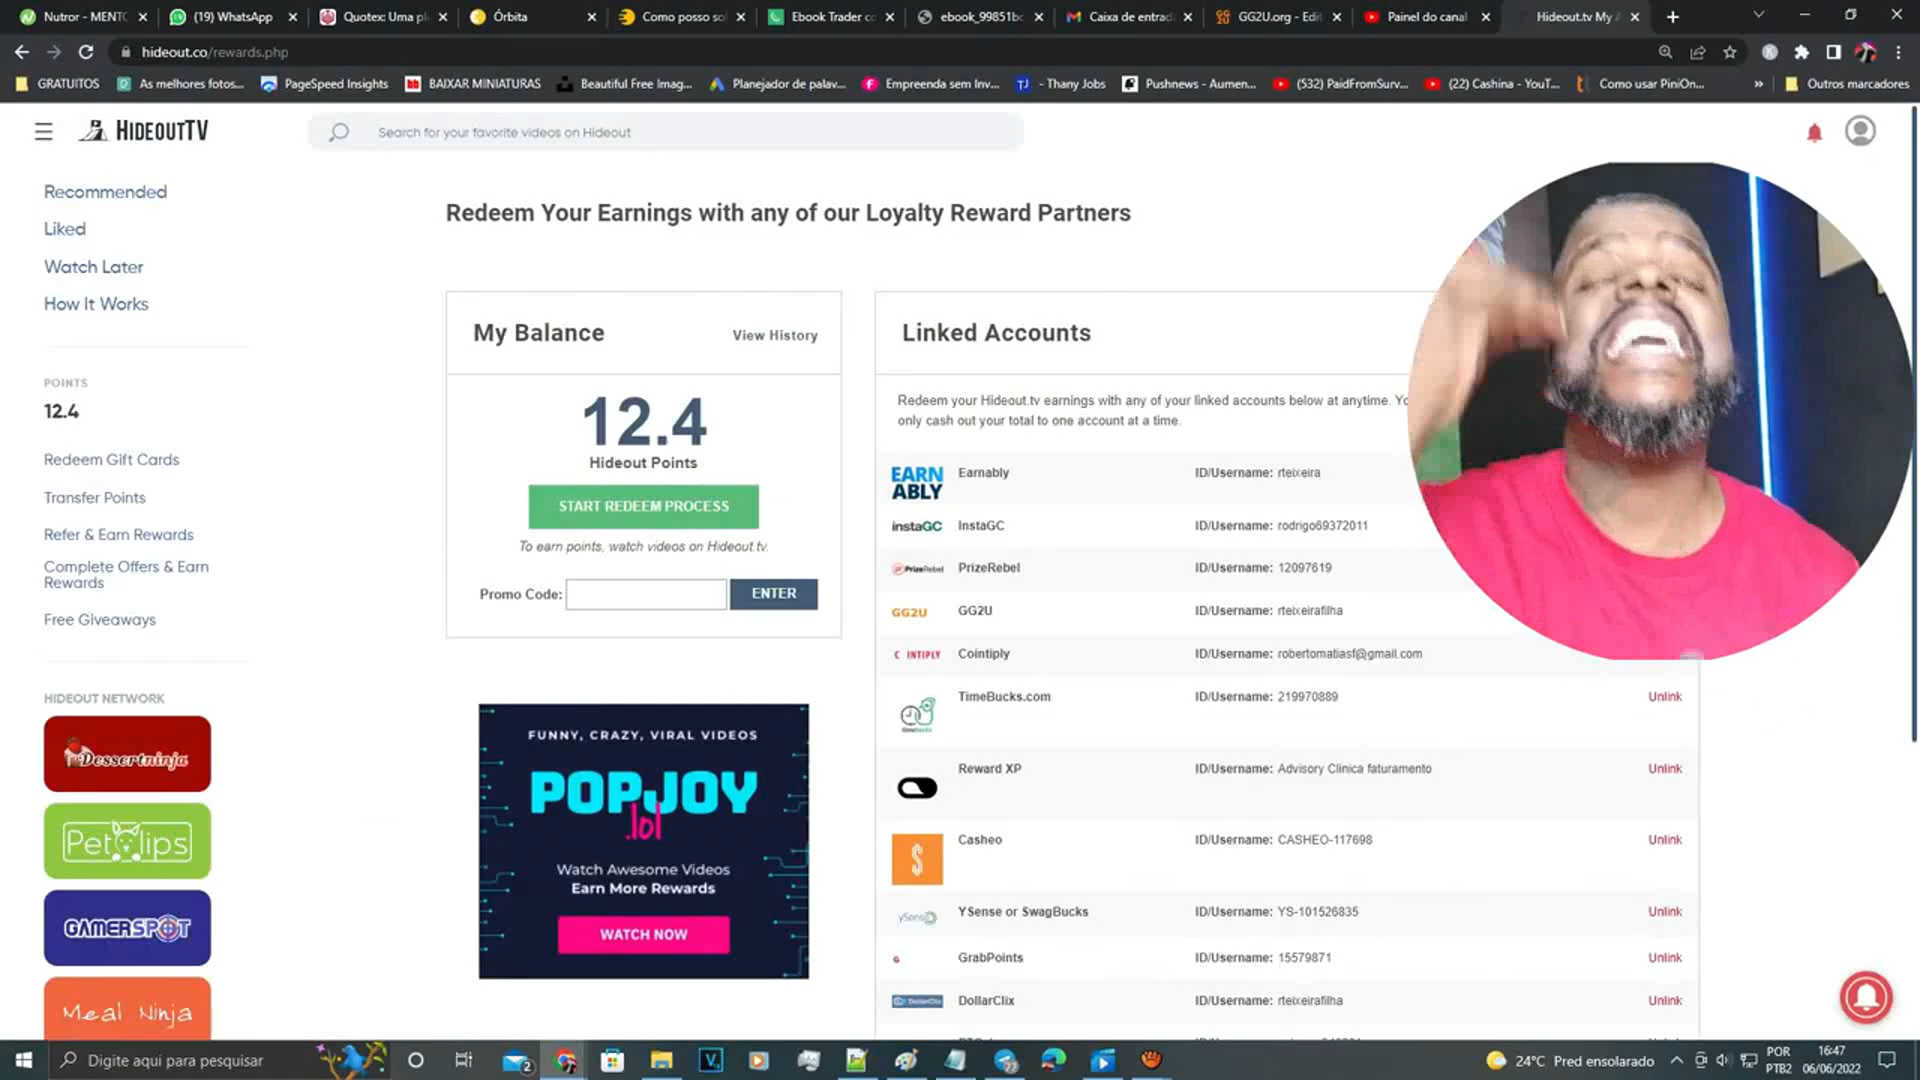 Nutror - MENT
(19) WhatsApp
Quotex: Uma pl
Órbita
Como posso so
Ebook Trader c
ebook_99851b
Caixa de entrad
GG2U.org - Edi
Painel do canal
Hideout.tv My
hideout.co/rewards.php
GRATUITOS
As melhores fotos...
PageSpeed Insights
BAIXAR MINIATURAS
Beautiful Free Imag...
Planejador de palav...
Empreenda sem Inv...
- Thany Jobs
Pushnews - Aumen...
(532) PaidFromSurv...
(22) Cashina - YouT...
Como usar PiniOn...
»
Outros marcadores
HIDEOUTTV
Search for your favorite videos on Hideout
Recommended
Liked
Watch Later
How It Works
POINTS
12.4
Redeem Gift Cards
Transfer Points
Refer & Earn Rewards
Complete Offers & Earn
Rewards
Free Giveaways
HIDEOUT NETWORK
Dessertninja
Petclips
GAMERSPOT
Meal Ninja
Redeem Your Earnings with any of our Loyalty Reward Partners
My Balance
View History
12.4
Hideout Points
START REDEEM PROCESS
To earn points, watch videos on Hideout.tv.
Promo Code:
ENTER
FUNNY, CRAZY, VIRAL VIDEOS
POPJOY
.lol
Watch Awesome Videos
Earn More Rewards
WATCH NOW
Linked Accounts
Redeem your Hideout.tv earnings with any of your linked accounts below at anytime. Yo
only cash out your total to one account at a time.
EARN
ABLY
Earnably
ID/Username: rteixeira
instaGC
InstaGC
ID/Username: rodrigo69372011
PrizeRebel
PrizeRebel
ID/Username: 12097619
GG2U
GG2U
ID/Username: rteixeirafilha
C INTIPLY
Cointiply
ID/Username: robertomatiasf@gmail.com
TimeBucks.com
ID/Username: 219970889
Unlink
Reward XP
ID/Username: Advisory Clinica faturamento
Unlink
$
Casheo
ID/Username: CASHEO-117698
Unlink
ySense
YSense or SwagBucks
ID/Username: YS-101526835
Unlink
G
GrabPoints
ID/Username: 15579871
Unlink
DollarClix
DollarClix
ID/Username: rteixeirafilha
Unlink
Digite aqui para pesquisar
2
24°C Pred ensolarado
POR
PTB2
16:47
06/06/2022